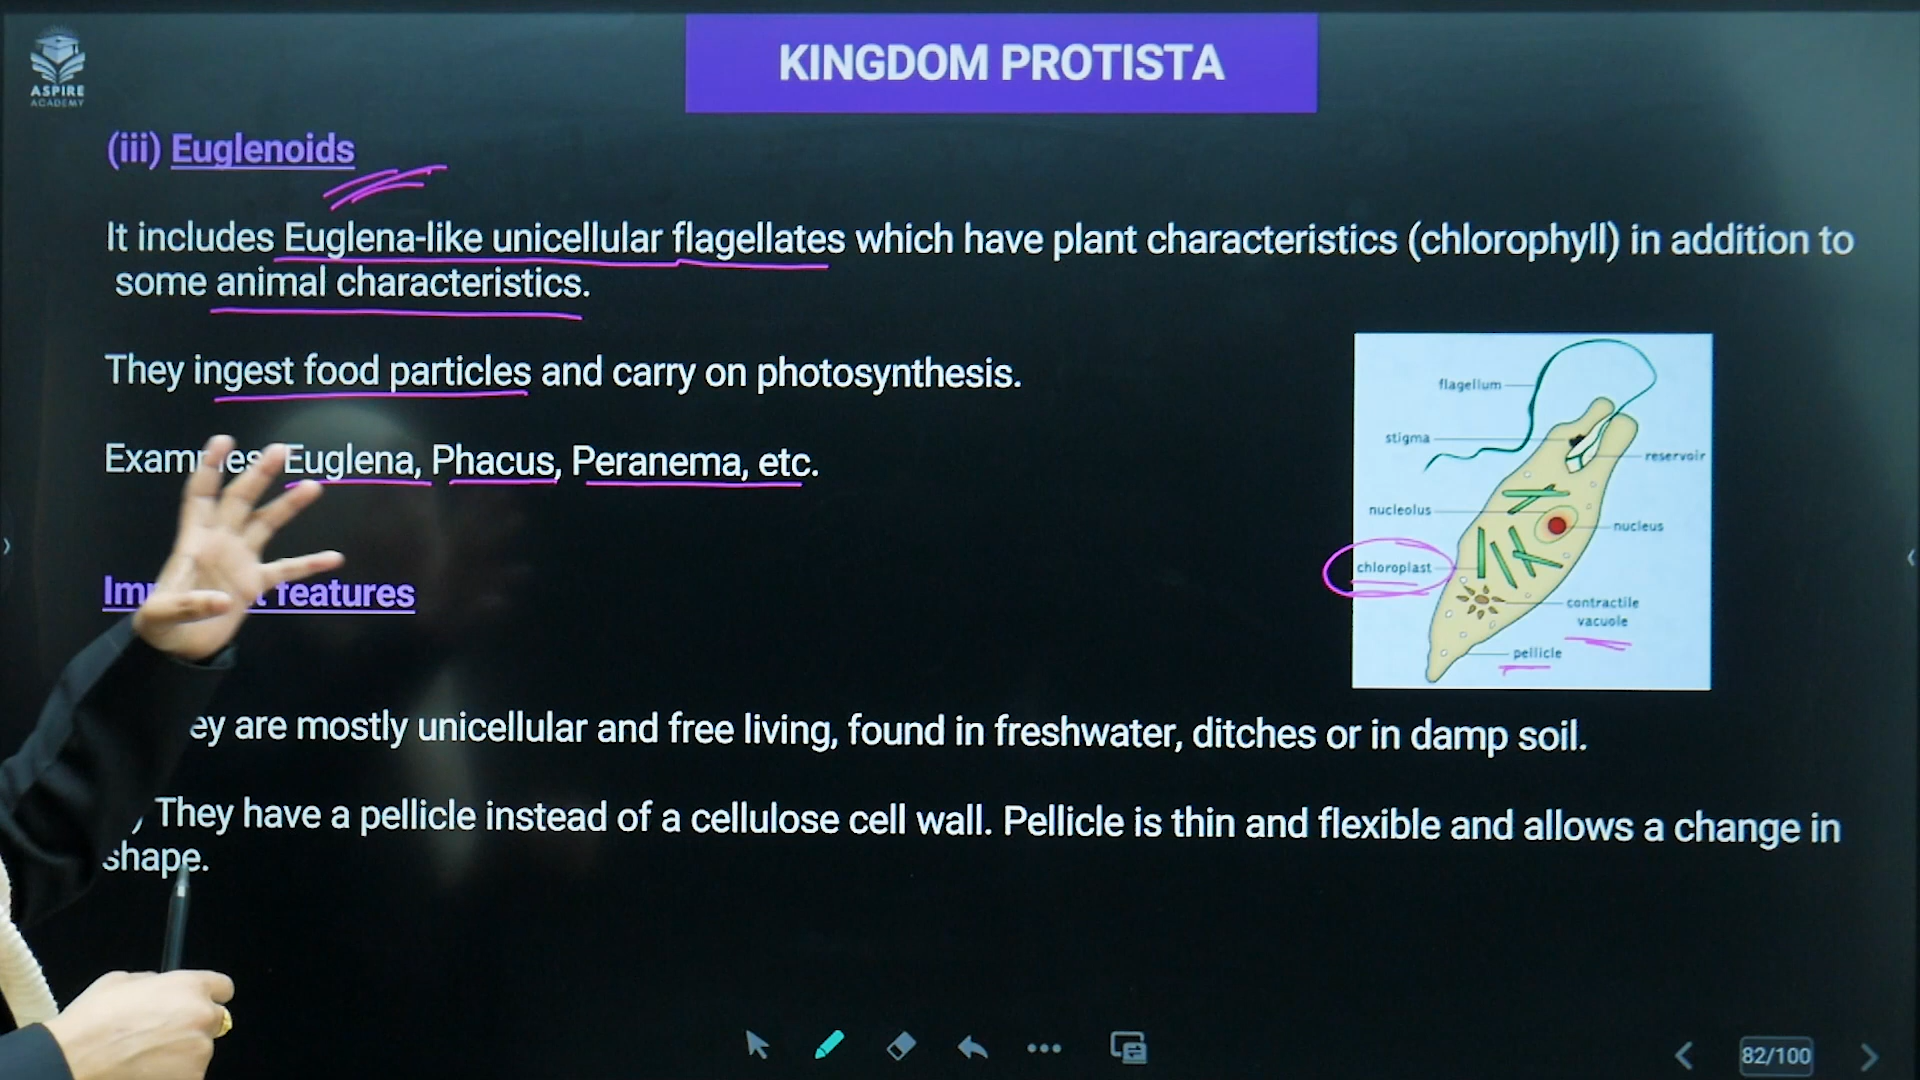 ASPIRE
ACADEMY
KINGDOM PROTISTA
(iii) Euglenoids
It includes Euglena-like unicellular flagellates which have plant characteristics (chlorophyll) in addition to
some animal characteristics.
They ingest food particles and carry on photosynthesis.
Euglena, Phacus, Peranema, etc.
flagellum
stigma
reservoir
nucleolus
nucleus
chloroplast
contractile
vacuole
pellicle
features
are mostly unicellular and free living, found in freshwater, ditches or in damp soil.
They have a pellicle instead of a cellulose cell wall. Pellicle is thin and flexible and allows a change in
shape.
82/100